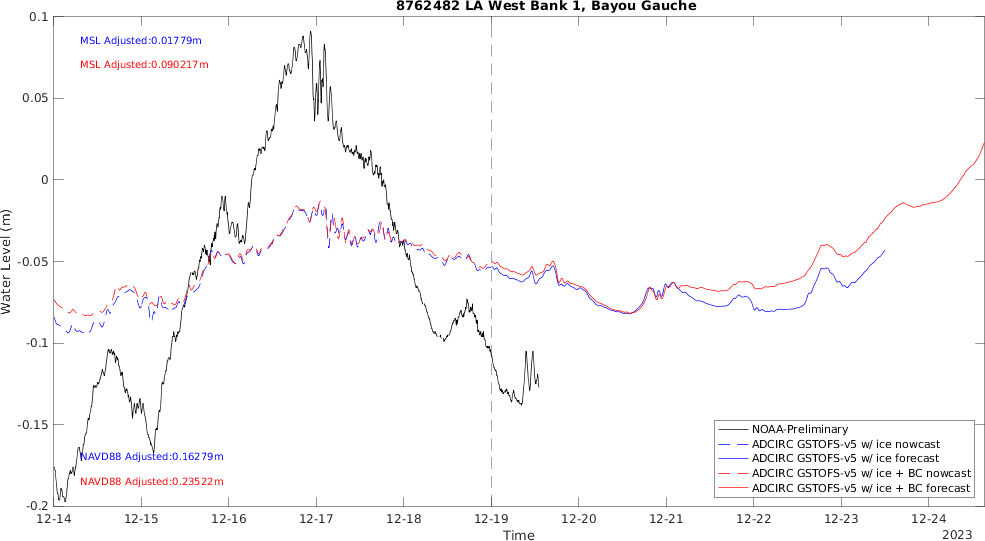 8762482 LA West Bank 1, Bayou Gauche
MSL Adjusted:0.01779m
MSL Adjusted:0.090217m
NAVD88 Adjusted:0.16279m
NAVD88 Adjusted:0.23522m
Water Level (m)
0.1
0.05
0
-0.05
-0.1
-0.15
-0.2
12-14 12-15 12-16 12-17 12-18 12-19 12-20 12-21 12-22 12-23 12-24
Time
2023
NOAA-Preliminary
ADCIRC GSTOFS-v5 w/ ice nowcast
ADCIRC GSTOFS-v5 w/ ice forecast
ADCIRC GSTOFS-v5 w/ ice + BC nowcast
ADCIRC GSTOFS-v5 w/ ice + BC forecast